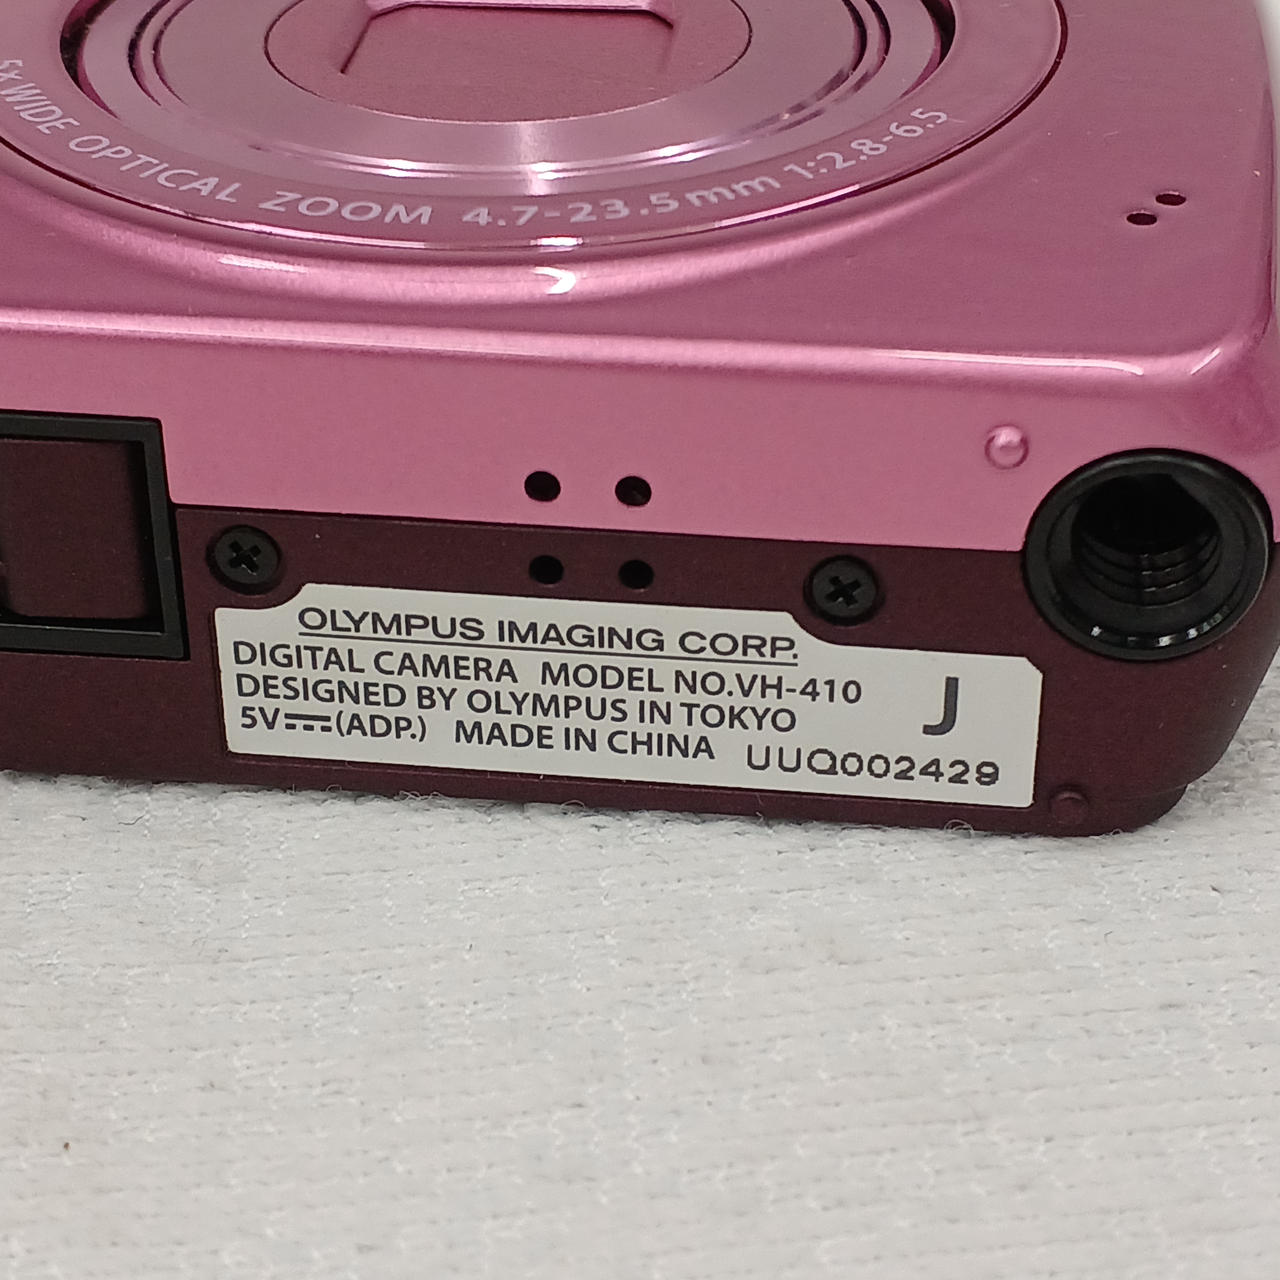 5x WIDE OPTICAL ZOOM 4.7-23.5mm 1:2.8-6.5
OLYMPUS IMAGING CORP.
DIGITAL CAMERA MODEL NO.VH-410
DESIGNED BY OLYMPUS IN TOKYO
5V⎓(ADP.) MADE IN CHINA UUQ002429
J